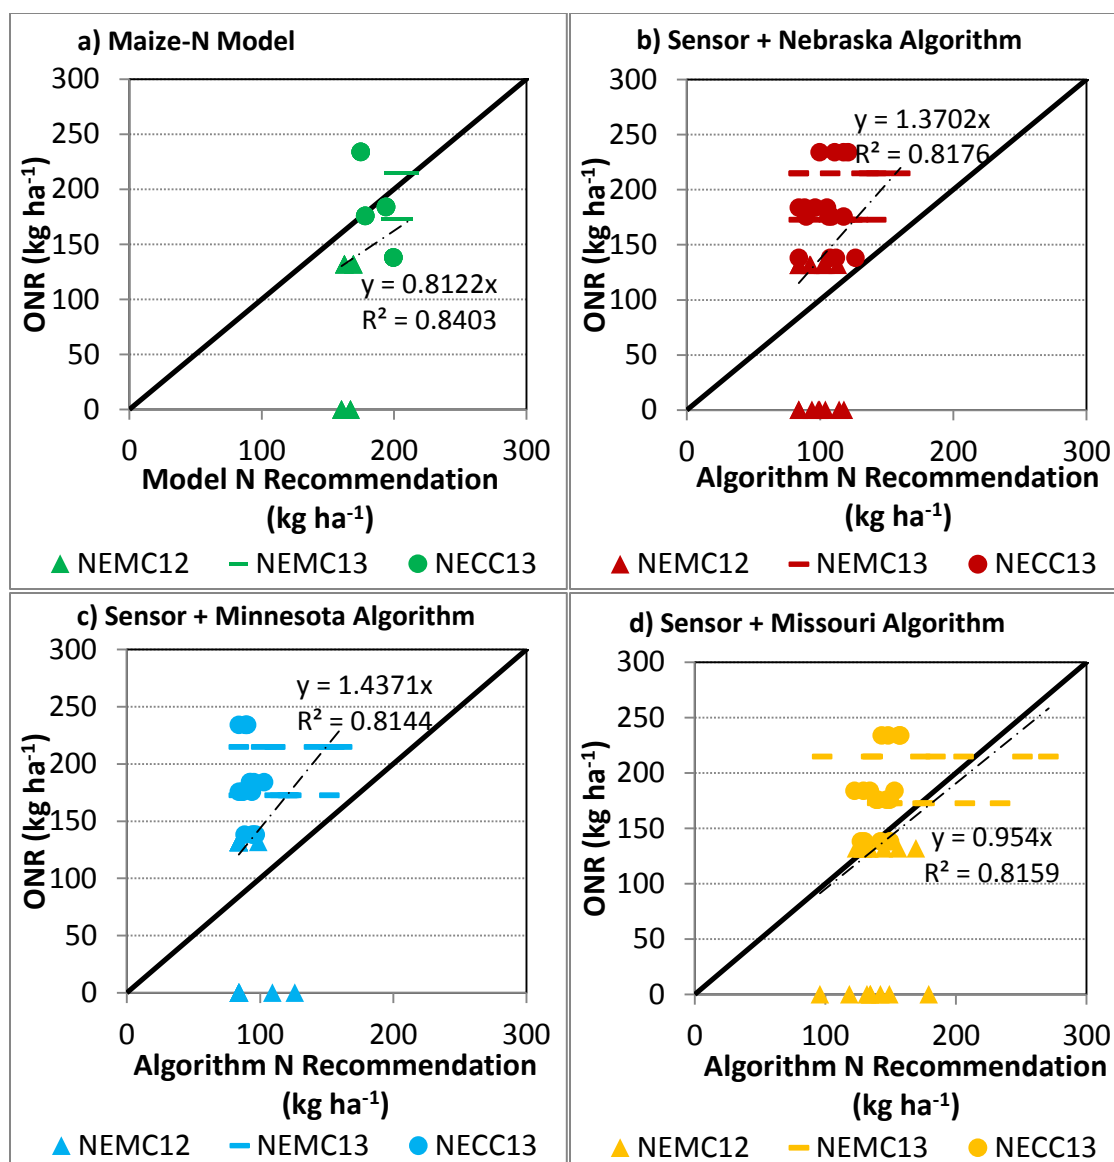 a) Maize-N Model
ONR (kg ha⁻¹)
300
250
200
150
100
50
0
y = 0.8122x
R² = 0.8403
0 100 200 300
Model N Recommendation
(kg ha⁻¹)
NEMC12 NEMC13 NECC13
b) Sensor + Nebraska Algorithm
ONR (kg ha⁻¹)
300
250
200
150
100
50
0
y = 1.3702x
R² = 0.8176
0 100 200 300
Algorithm N Recommendation
(kg ha⁻¹)
NEMC12 NEMC13 NECC13
c) Sensor + Minnesota Algorithm
ONR (kg ha⁻¹)
300
250
200
150
100
50
0
y = 1.4371x
R² = 0.8144
0 100 200 300
Algorithm N Recommendation
(kg ha⁻¹)
NEMC12 NEMC13 NECC13
d) Sensor + Missouri Algorithm
ONR (kg ha⁻¹)
300
250
200
150
100
50
0
y = 0.954x
R² = 0.8159
0 100 200 300
Algorithm N Recommendation
(kg ha⁻¹)
NEMC12 NEMC13 NECC13